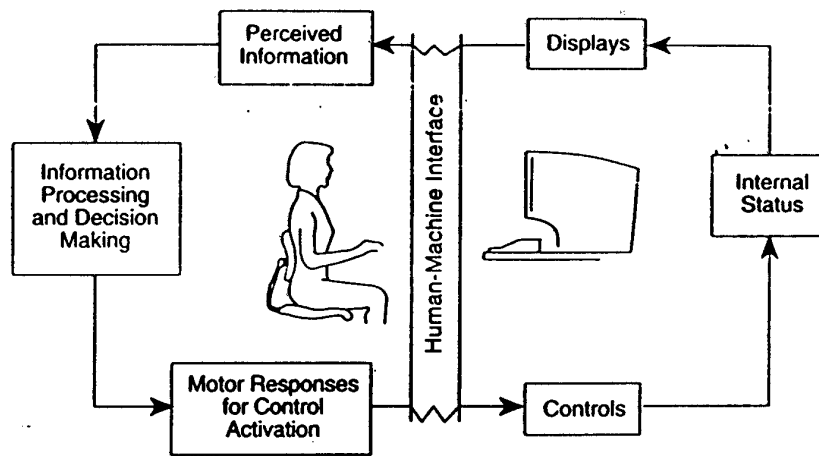 Perceived
Information
Displays
Information
Processing
and Decision
Making
Human-Machine Interface
Internal
Status
Motor Responses
for Control
Activation
Controls